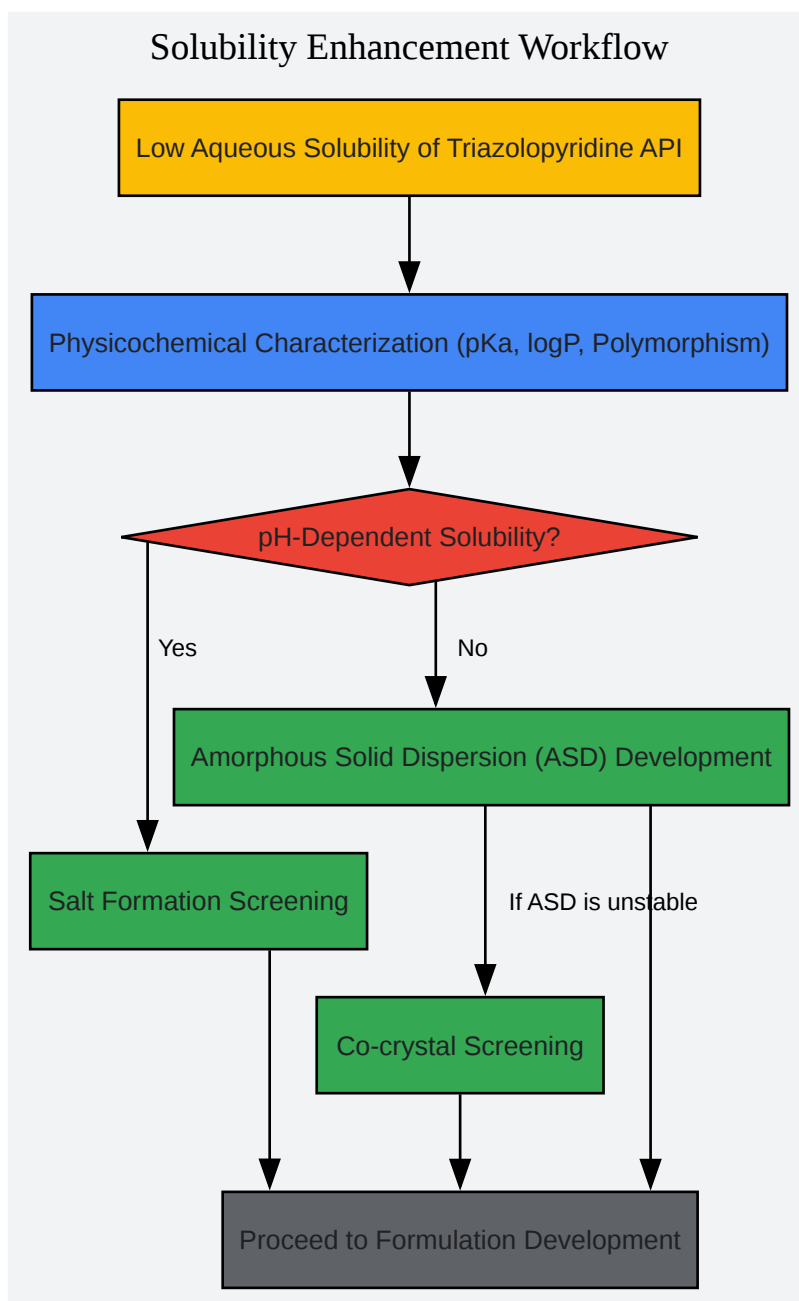 Solubility Enhancement Workflow
Low Aqueous Solubility of Triazolopyridine API
Physicochemical Characterization (pKa, logP, Polymorphism)
pH-Dependent Solubility?
Yes
No
Amorphous Solid Dispersion (ASD) Development
Salt Formation Screening
If ASD is unstable
Co-crystal Screening
Proceed to Formulation Development